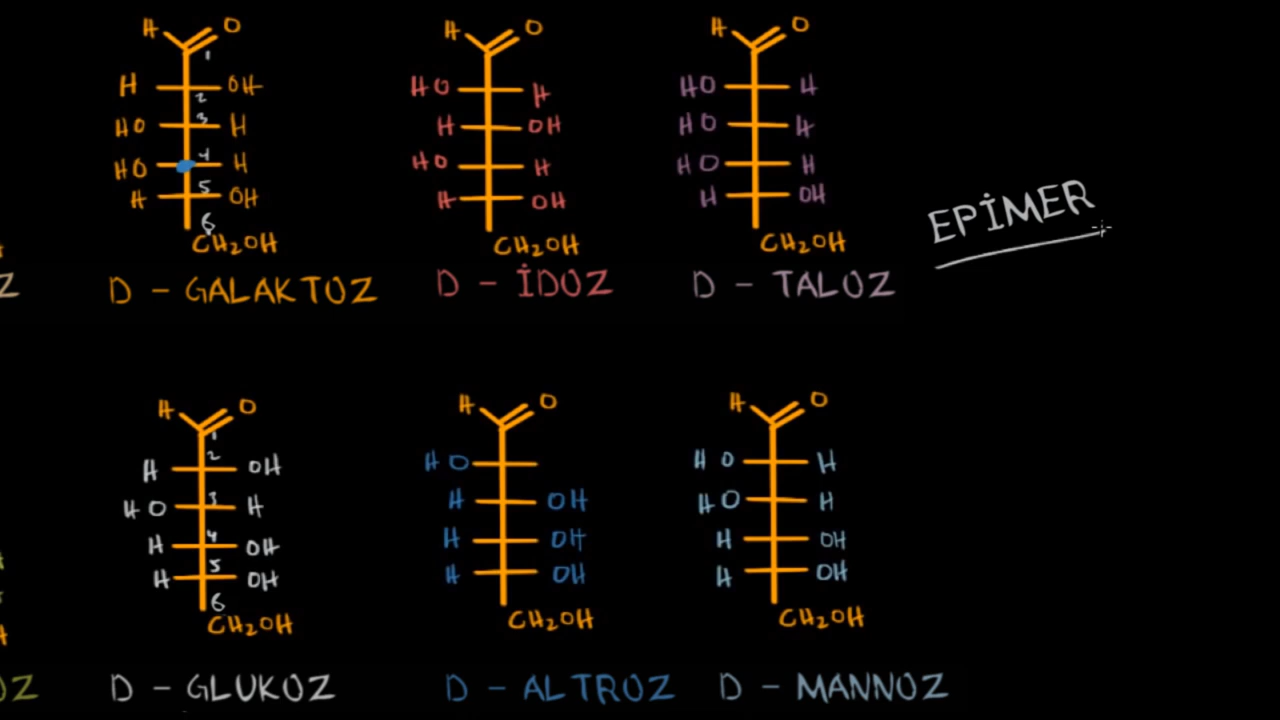 H O H O H O
1
H OH HO H HO H
2
HO 3 H H OH HO H
HO 4 H HO H HO H
H 5 OH H OH H OH
6
CH2OH CH2OH CH2OH
EPİMER
Z D - GALAKTOZ D - İDOZ D - TALOZ
H O H O H O
1
H 2 OH HO HO H
HO 3 H H OH HO H
H 4 OH H OH H OH
H 5 OH H OH H OH
6
CH2OH CH2OH CH2OH
OZ D - GLUKOZ D - ALTROZ D - MANNOZ